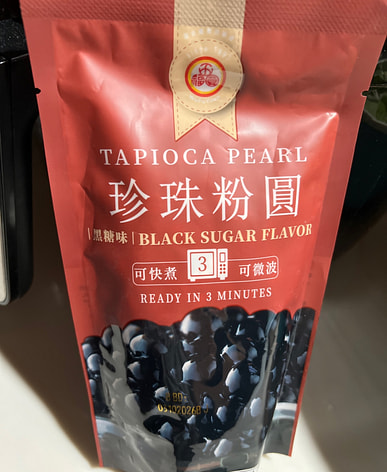 TAPIOCA PEARL
珍珠粉圓
黑糖味 BLACK SUGAR FLAVOR
可快煮 3 可微波
READY IN 3 MINUTES